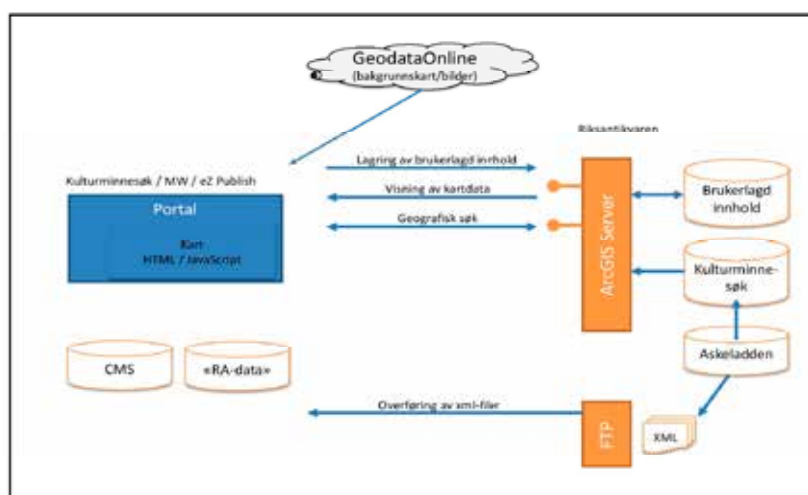 GeodataOnline
(bakgrunnskart/bilder)
Riksantikvaren
Lagring av brukerlagd innhold
Kulturminnesøk / MW / eZ Publish
Visning av kartdata
Portal
Geografisk søk
Kart
HTML / JavaScript
ArcGIS Server
Brukerlagd
innhold
Kulturminne-
søk
Askeladden
CMS
«RA-data»
Overføring av xml-filer
FTP
XML